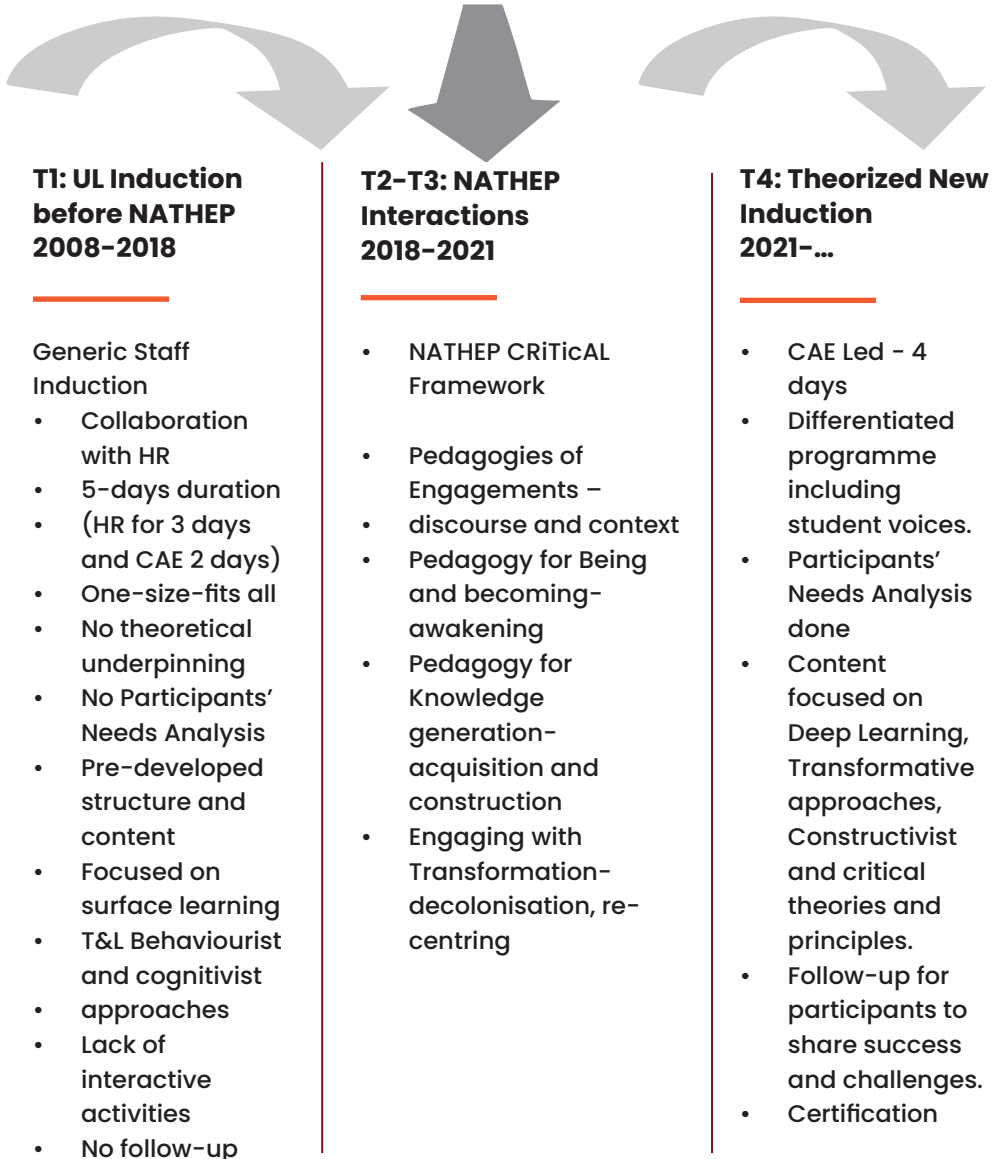 T1: UL Induction
before NATHEP
2008-2018
Generic Staff
Induction
• Collaboration
with HR
• 5-days duration
• (HR for 3 days
and CAE 2 days)
• One-size-fits all
• No theoretical
underpinning
• No Participants’
Needs Analysis
• Pre-developed
structure and
content
• Focused on
surface learning
• T&L Behaviourist
and cognitivist
• approaches
• Lack of
interactive
activities
• No follow-up
T2-T3: NATHEP
Interactions
2018-2021
• NATHEP CRiTicAL
Framework
• Pedagogies of
Engagements –
• discourse and context
• Pedagogy for Being
and becoming-
awakening
• Pedagogy for
Knowledge
generation-
acquisition and
construction
• Engaging with
Transformation-
decolonisation, re-
centring
T4: Theorized New
Induction
2021-…
• CAE Led - 4
days
• Differentiated
programme
including
student voices.
• Participants’
Needs Analysis
done
• Content
focused on
Deep Learning,
Transformative
approaches,
Constructivist
and critical
theories and
principles.
• Follow-up for
participants to
share success
and challenges.
• Certification